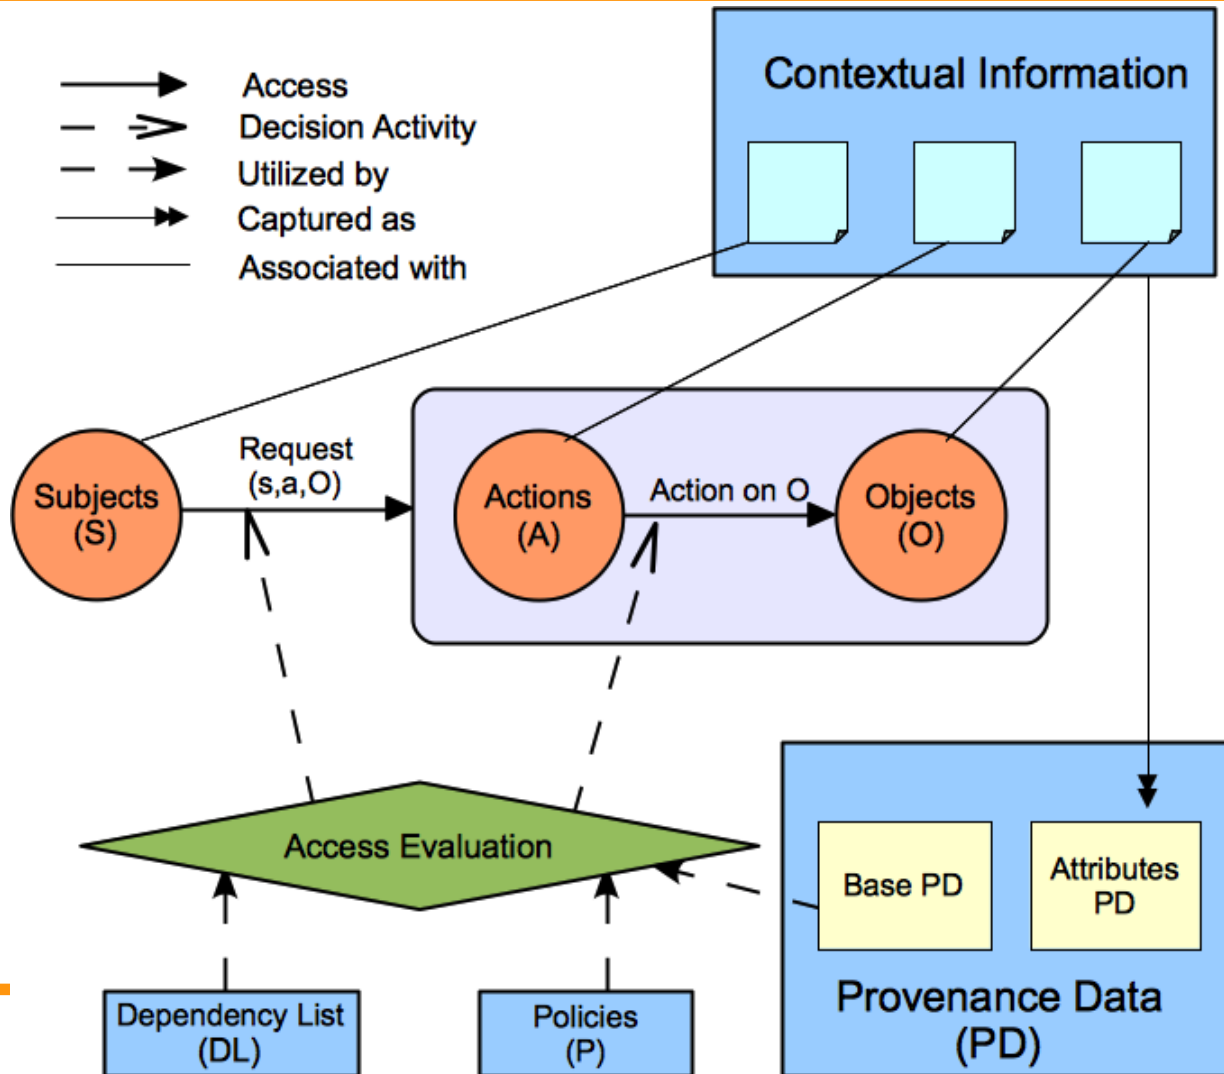 Access
Decision Activity
Utilized by
Captured as
Associated with
Contextual Information
Request
(s,a,O)
Subjects
(S)
Actions
(A)
Action on O
Objects
(O)
Access Evaluation
Base PD
Attributes
PD
Dependency List
(DL)
Policies
(P)
Provenance Data
(PD)